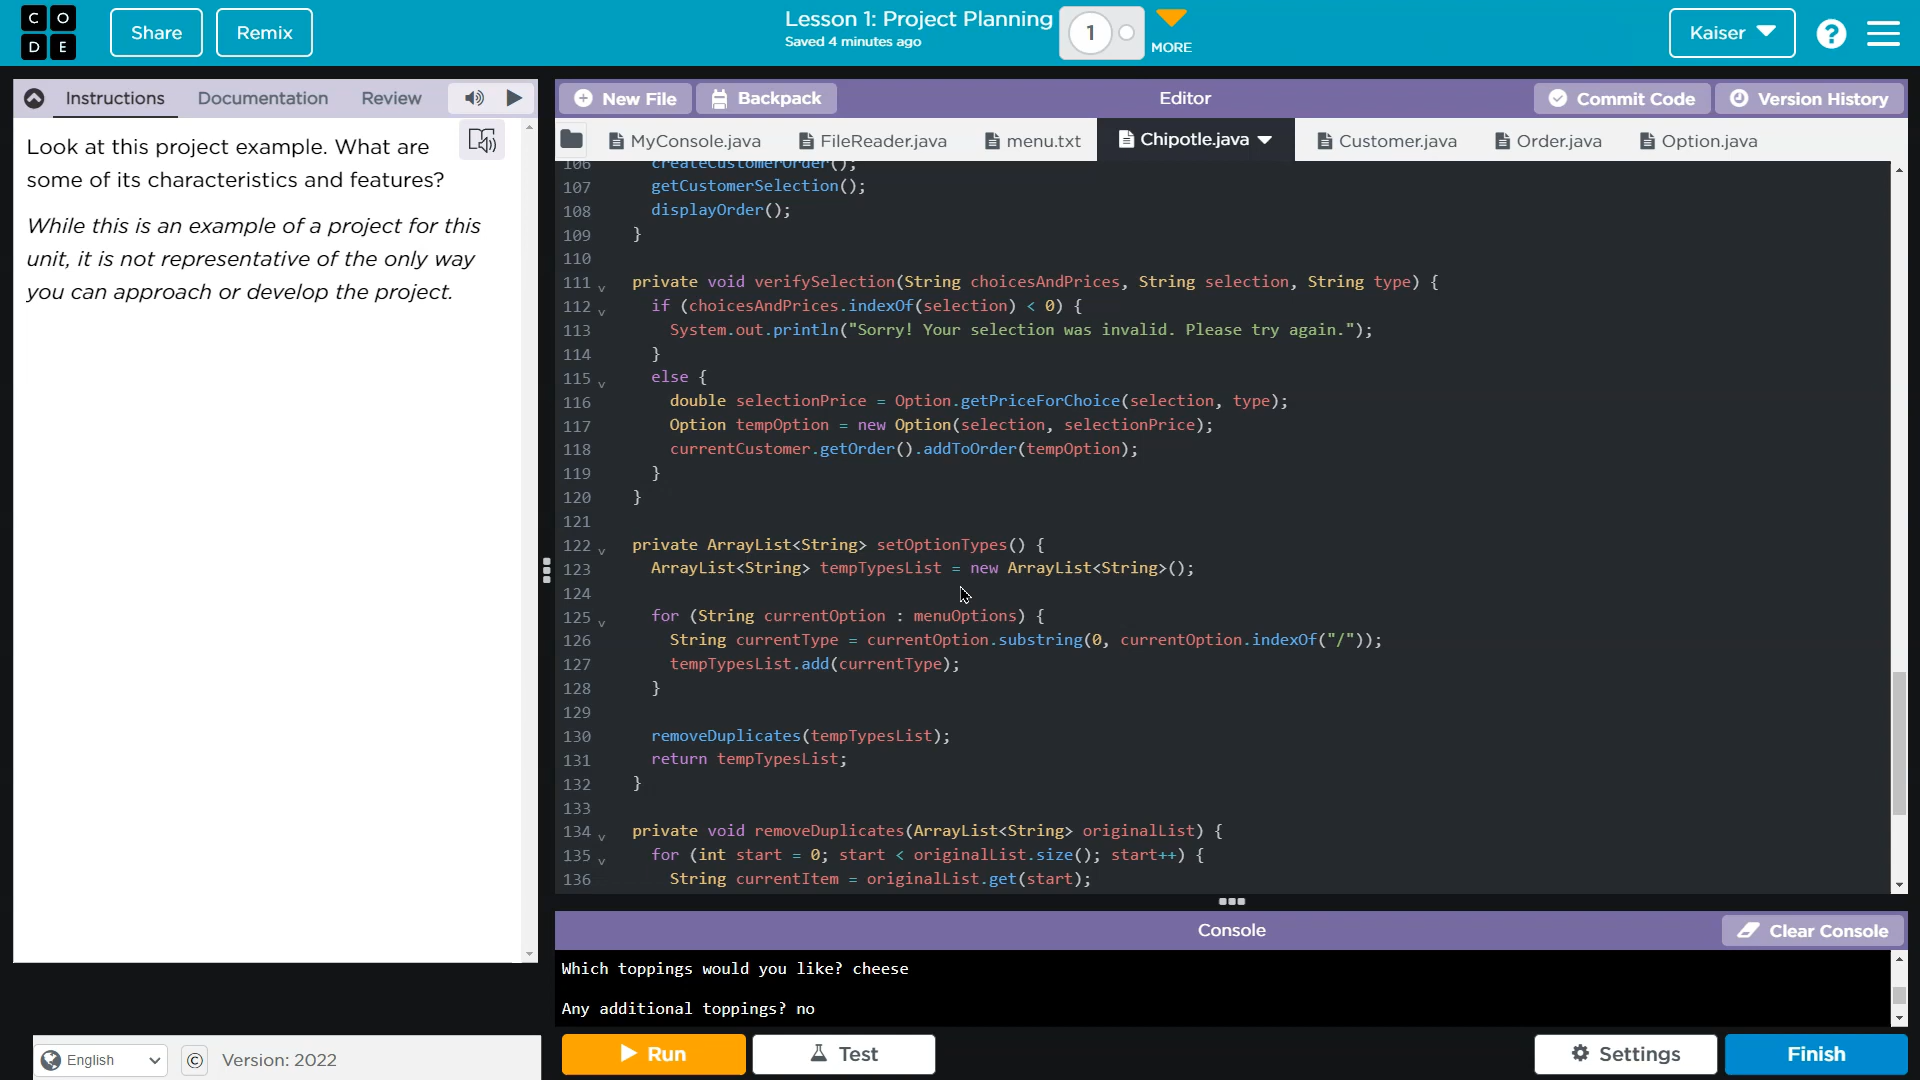 C O
D E
Share
Remix
Lesson 1: Project Planning
Saved 4 minutes ago
1
MORE
Kaiser
?
Instructions
Documentation
Review
Look at this project example. What are
some of its characteristics and features?
While this is an example of a project for this
unit, it is not representative of the only way
you can approach or develop the project.
English
©
Version: 2022
New File
Backpack
Editor
Commit Code
Version History
MyConsole.java
FileReader.java
menu.txt
Chipotle.java
Customer.java
Order.java
Option.java
106 createCustomerOrder();
107 getCustomerSelection();
108 displayOrder();
109 }
110
111 private void verifySelection(String choicesAndPrices, String selection, String type) {
112 if (choicesAndPrices.indexOf(selection) < 0) {
113 System.out.println("Sorry! Your selection was invalid. Please try again.");
114 }
115 else {
116 double selectionPrice = Option.getPriceForChoice(selection, type);
117 Option tempOption = new Option(selection, selectionPrice);
118 currentCustomer.getOrder().addToOrder(tempOption);
119 }
120 }
121
122 private ArrayList<String> setOptionTypes() {
123 ArrayList<String> tempTypesList = new ArrayList<String>();
124
125 for (String currentOption : menuOptions) {
126 String currentType = currentOption.substring(0, currentOption.indexOf("/"));
127 tempTypesList.add(currentType);
128 }
129
130 removeDuplicates(tempTypesList);
131 return tempTypesList;
132 }
133
134 private void removeDuplicates(ArrayList<String> originalList) {
135 for (int start = 0; start < originalList.size(); start++) {
136 String currentItem = originalList.get(start);
Console
Clear Console
Which toppings would you like? cheese
Any additional toppings? no
Run
Test
Settings
Finish